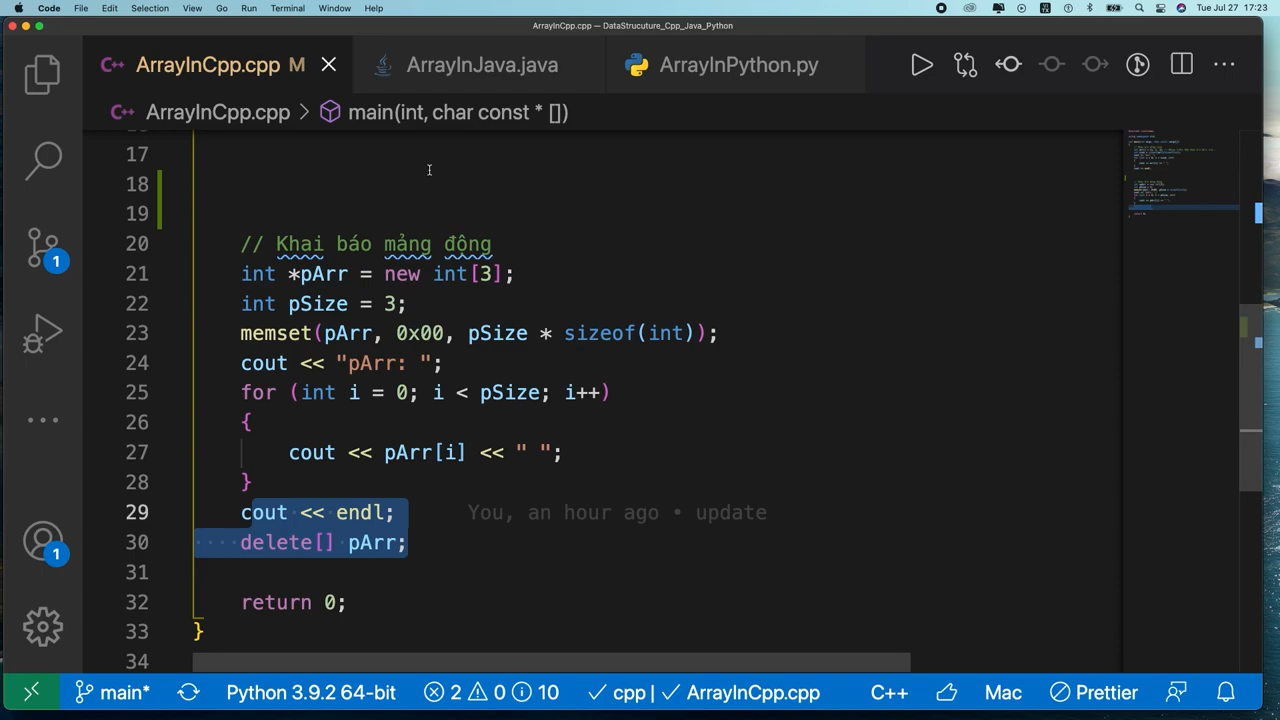 Code File Edit Selection View Go Run Terminal Window Help Tue Jul 27 17:23
ArrayInCpp.cpp — DataStrucuture_Cpp_Java_Python
ArrayInCpp.cpp M ArrayInJava.java ArrayInPython.py
ArrayInCpp.cpp > main(int, char const * [])
17
18
19
20 // Khai báo mảng động
21 int *pArr = new int[3];
22 int pSize = 3;
23 memset(pArr, 0x00, pSize * sizeof(int));
24 cout << "pArr: ";
25 for (int i = 0; i < pSize; i++)
26 {
27 cout << pArr[i] << " ";
28 }
29 cout << endl; You, an hour ago • update
30 delete[] pArr;
31
32 return 0;
33 }
34
1
1
main* Python 3.9.2 64-bit 2 0 10 cpp | ArrayInCpp.cpp C++ Mac Prettier